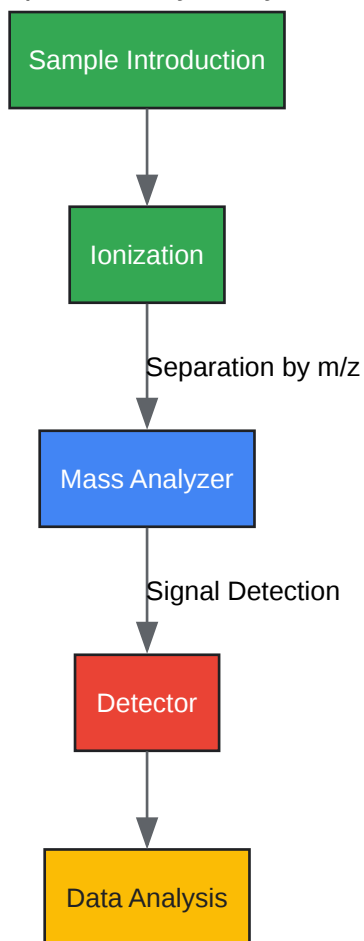 Sample Introduction
Ionization
Separation by m/z
Mass Analyzer
Signal Detection
Detector
Data Analysis